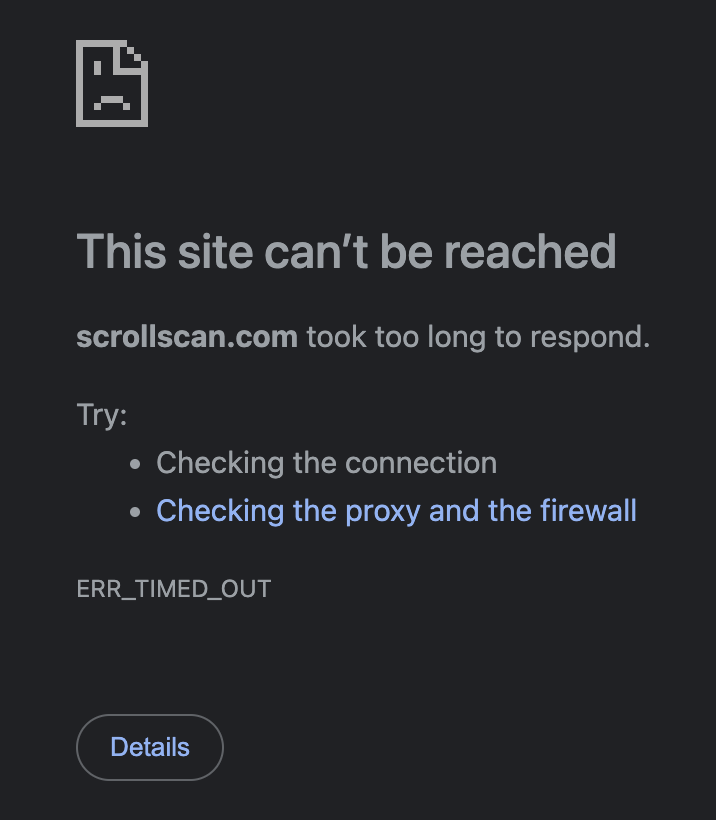 This site can’t be reached
scrollscan.com took too long to respond.
Try:
• Checking the connection
• Checking the proxy and the firewall
ERR_TIMED_OUT
Details